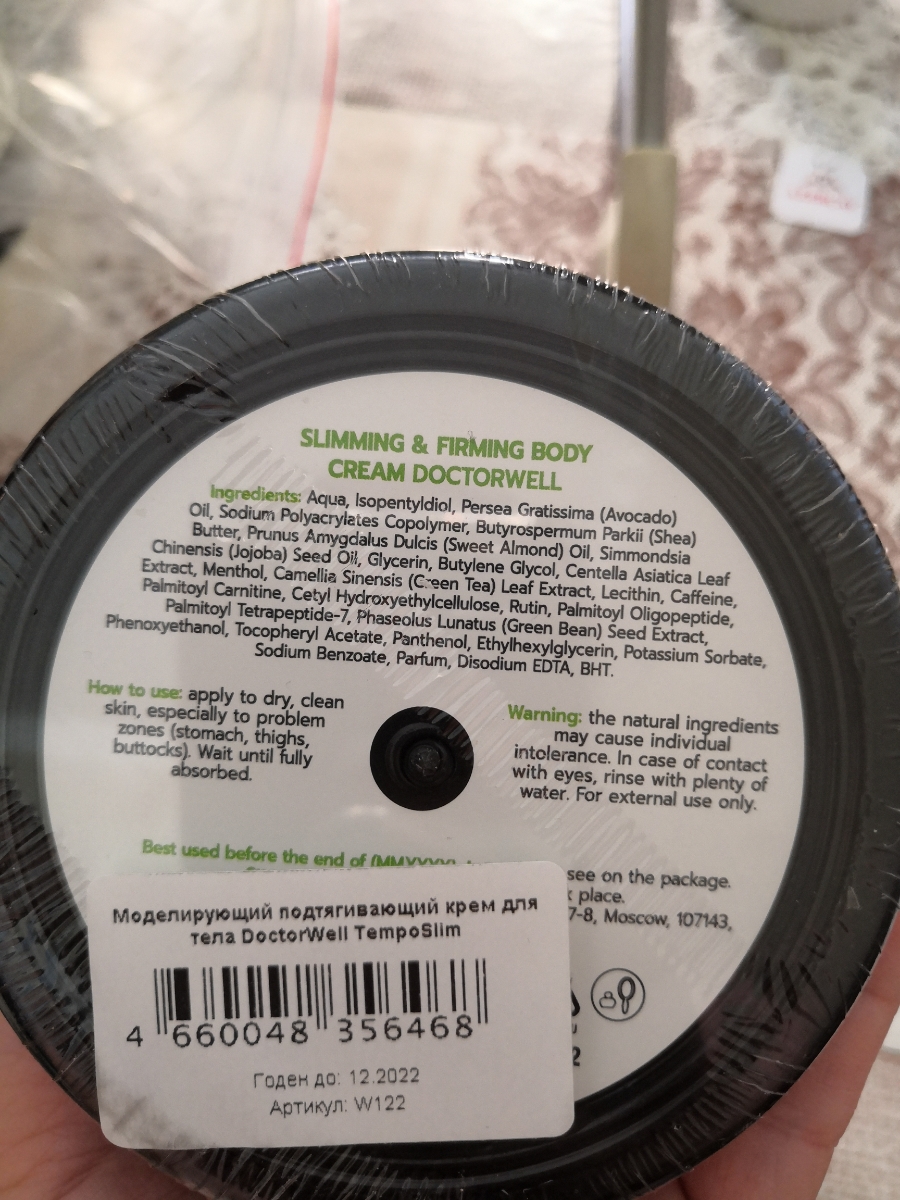 SLIMMING & FIRMING BODY
CREAM DOCTORWELL
Ingredients: Aqua, Isopentyldiol, Persea Gratissima (Avocado)
Oil, Sodium Polyacrylates Copolymer, Butyrospermum Parkii (Shea)
Butter, Prunus Amygdalus Dulcis (Sweet Almond) Oil, Simmondsia
Chinensis (Jojoba) Seed Oil, Glycerin, Butylene Glycol, Centella Asiatica Leaf
Extract, Menthol, Camellia Sinensis (Green Tea) Leaf Extract, Lecithin, Caffeine,
Palmitoyl Carnitine, Cetyl Hydroxyethylcellulose, Rutin, Palmitoyl Oligopeptide,
Palmitoyl Tetrapeptide-7, Phaseolus Lunatus (Green Bean) Seed Extract,
Phenoxyethanol, Tocopheryl Acetate, Panthenol, Ethylhexylglycerin, Potassium Sorbate,
Sodium Benzoate, Parfum, Disodium EDTA, BHT.
How to use: apply to dry, clean
skin, especially to problem
zones (stomach, thighs,
buttocks). Wait until fully
absorbed.
Warning: the natural ingredients
may cause individual
intolerance. In case of contact
with eyes, rinse with plenty of
water. For external use only.
Best used before the end of (MM.YYYY)
see on the package.
place.
7-8, Moscow, 107143,
Моделирующий подтягивающий крем для
тела DoctorWell TempoSlim
4 660048 356468
Годен до: 12.2022
Артикул: W122